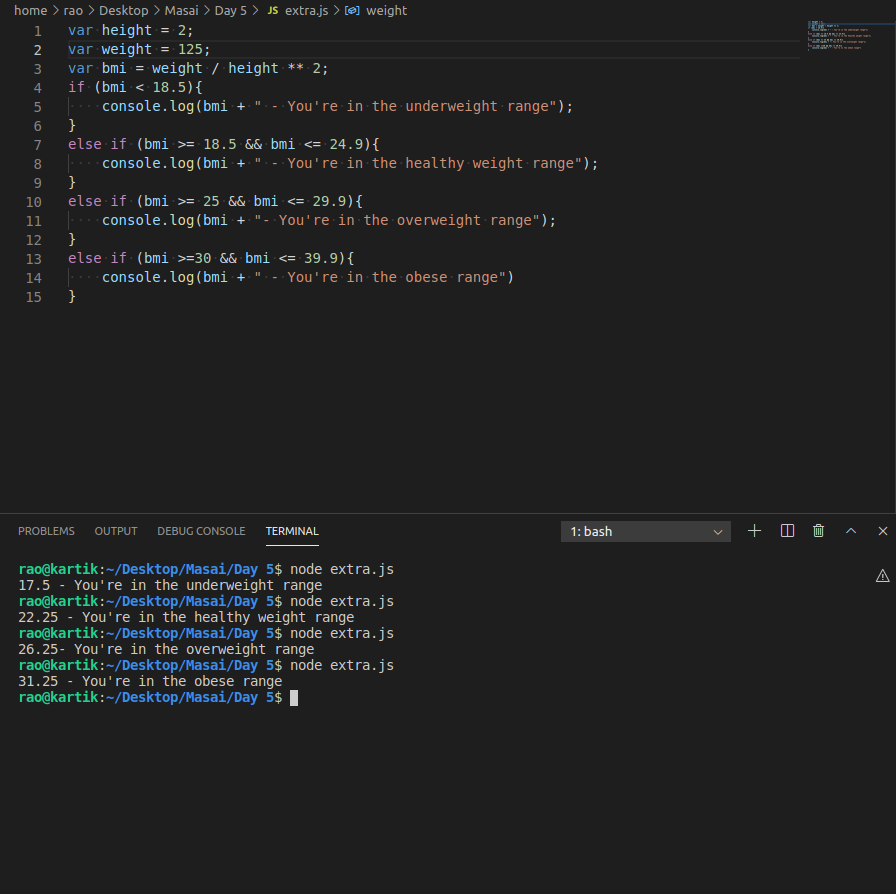 home > rao > Desktop > Masai > Day 5 > JS extra.js > weight
1 var height = 2;
2 var weight = 125;
3 var bmi = weight / height ** 2;
4 if (bmi < 18.5){
5     console.log(bmi + " - You're in the underweight range");
6 }
7 else if (bmi >= 18.5 && bmi <= 24.9){
8     console.log(bmi + " - You're in the healthy weight range");
9 }
10 else if (bmi >= 25 && bmi <= 29.9){
11     console.log(bmi + "- You're in the overweight range");
12 }
13 else if (bmi >=30 && bmi <= 39.9){
14     console.log(bmi + " - You're in the obese range")
15 }
PROBLEMS OUTPUT DEBUG CONSOLE TERMINAL 1: bash
rao@kartik:~/Desktop/Masai/Day 5$ node extra.js
17.5 - You're in the underweight range
rao@kartik:~/Desktop/Masai/Day 5$ node extra.js
22.25 - You're in the healthy weight range
rao@kartik:~/Desktop/Masai/Day 5$ node extra.js
26.25- You're in the overweight range
rao@kartik:~/Desktop/Masai/Day 5$ node extra.js
31.25 - You're in the obese range
rao@kartik:~/Desktop/Masai/Day 5$